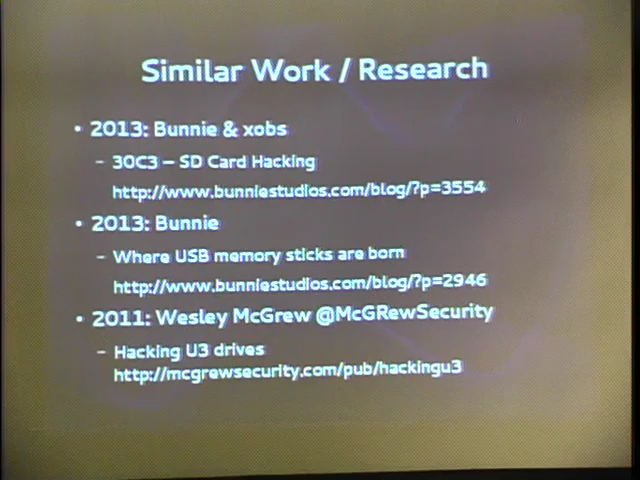 Similar Work / Research
• 2013: Bunnie & xobs
– 30C3 – SD Card Hacking
http://www.bunniestudios.com/blog/?p=3554
• 2013: Bunnie
– Where USB memory sticks are born
http://www.bunniestudios.com/blog/?p=2946
• 2011: Wesley McGrew @McGRewSecurity
– Hacking U3 drives
http://mcgrewsecurity.com/pub/hackingu3